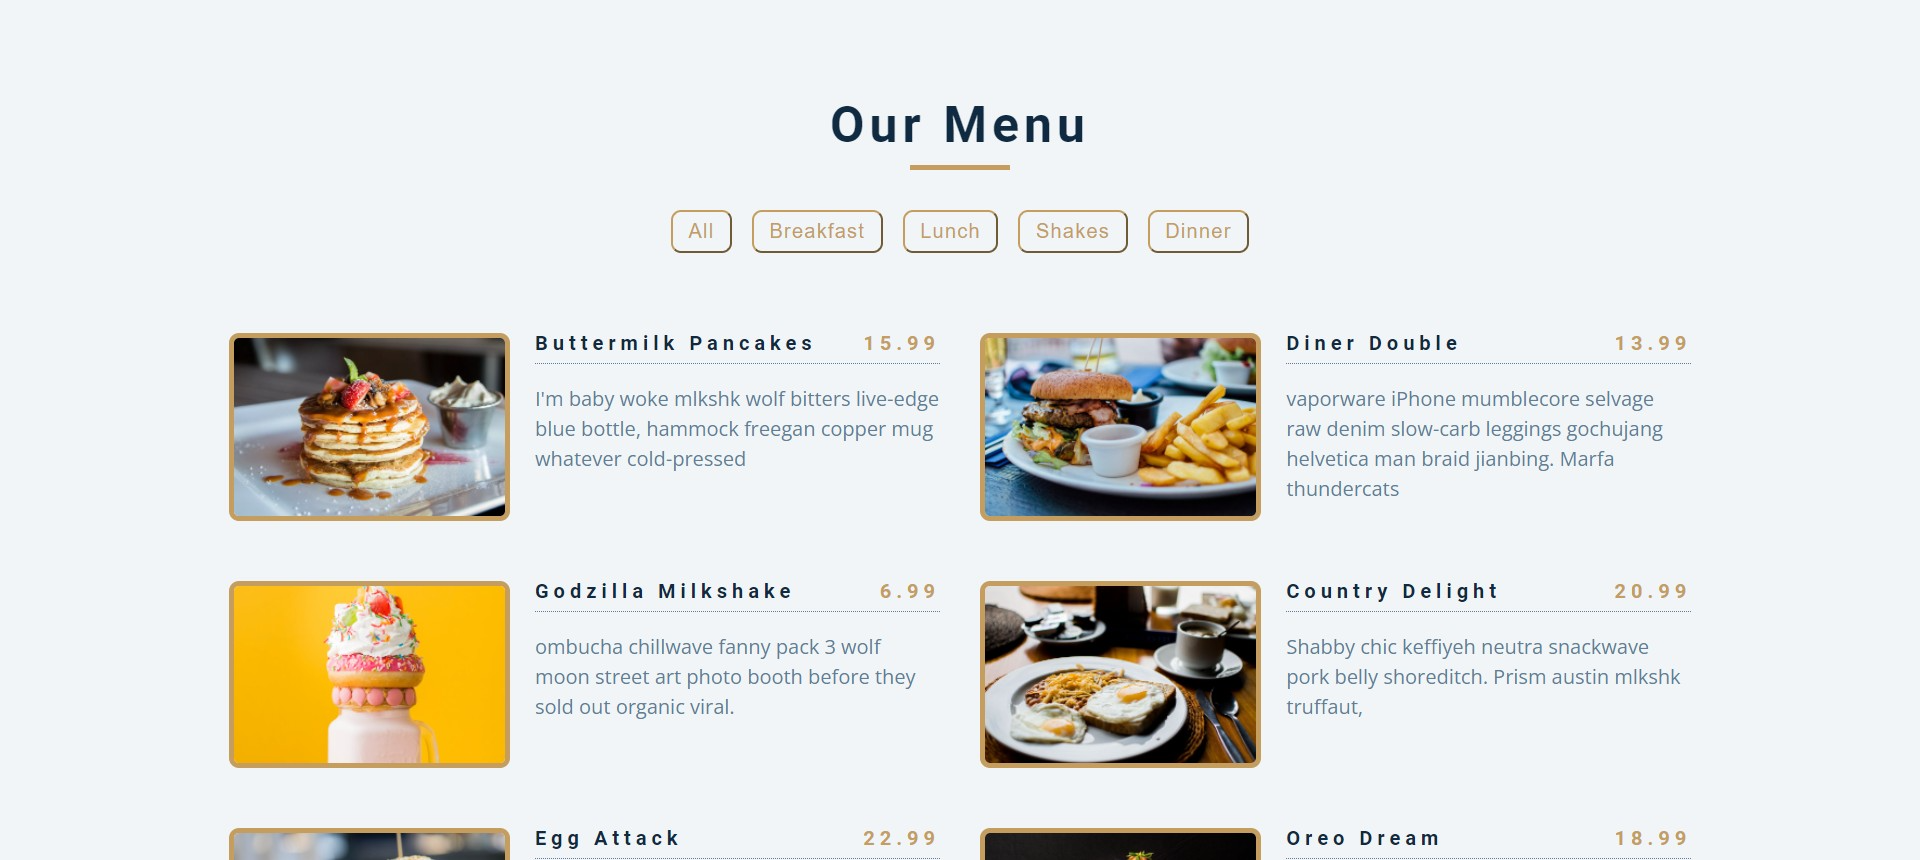 Our Menu
All Breakfast Lunch Shakes Dinner
Buttermilk Pancakes 15.99
I'm baby woke mlkshk wolf bitters live-edge
blue bottle, hammock freegan copper mug
whatever cold-pressed
Diner Double 13.99
vaporware iPhone mumblecore selvage
raw denim slow-carb leggings gochujang
helvetica man braid jianbing. Marfa
thundercats
Godzilla Milkshake 6.99
ombucha chillwave fanny pack 3 wolf
moon street art photo booth before they
sold out organic viral.
Country Delight 20.99
Shabby chic keffiyeh neutra snackwave
pork belly shoreditch. Prism austin mlkshk
truffaut,
Egg Attack 22.99
Oreo Dream 18.99